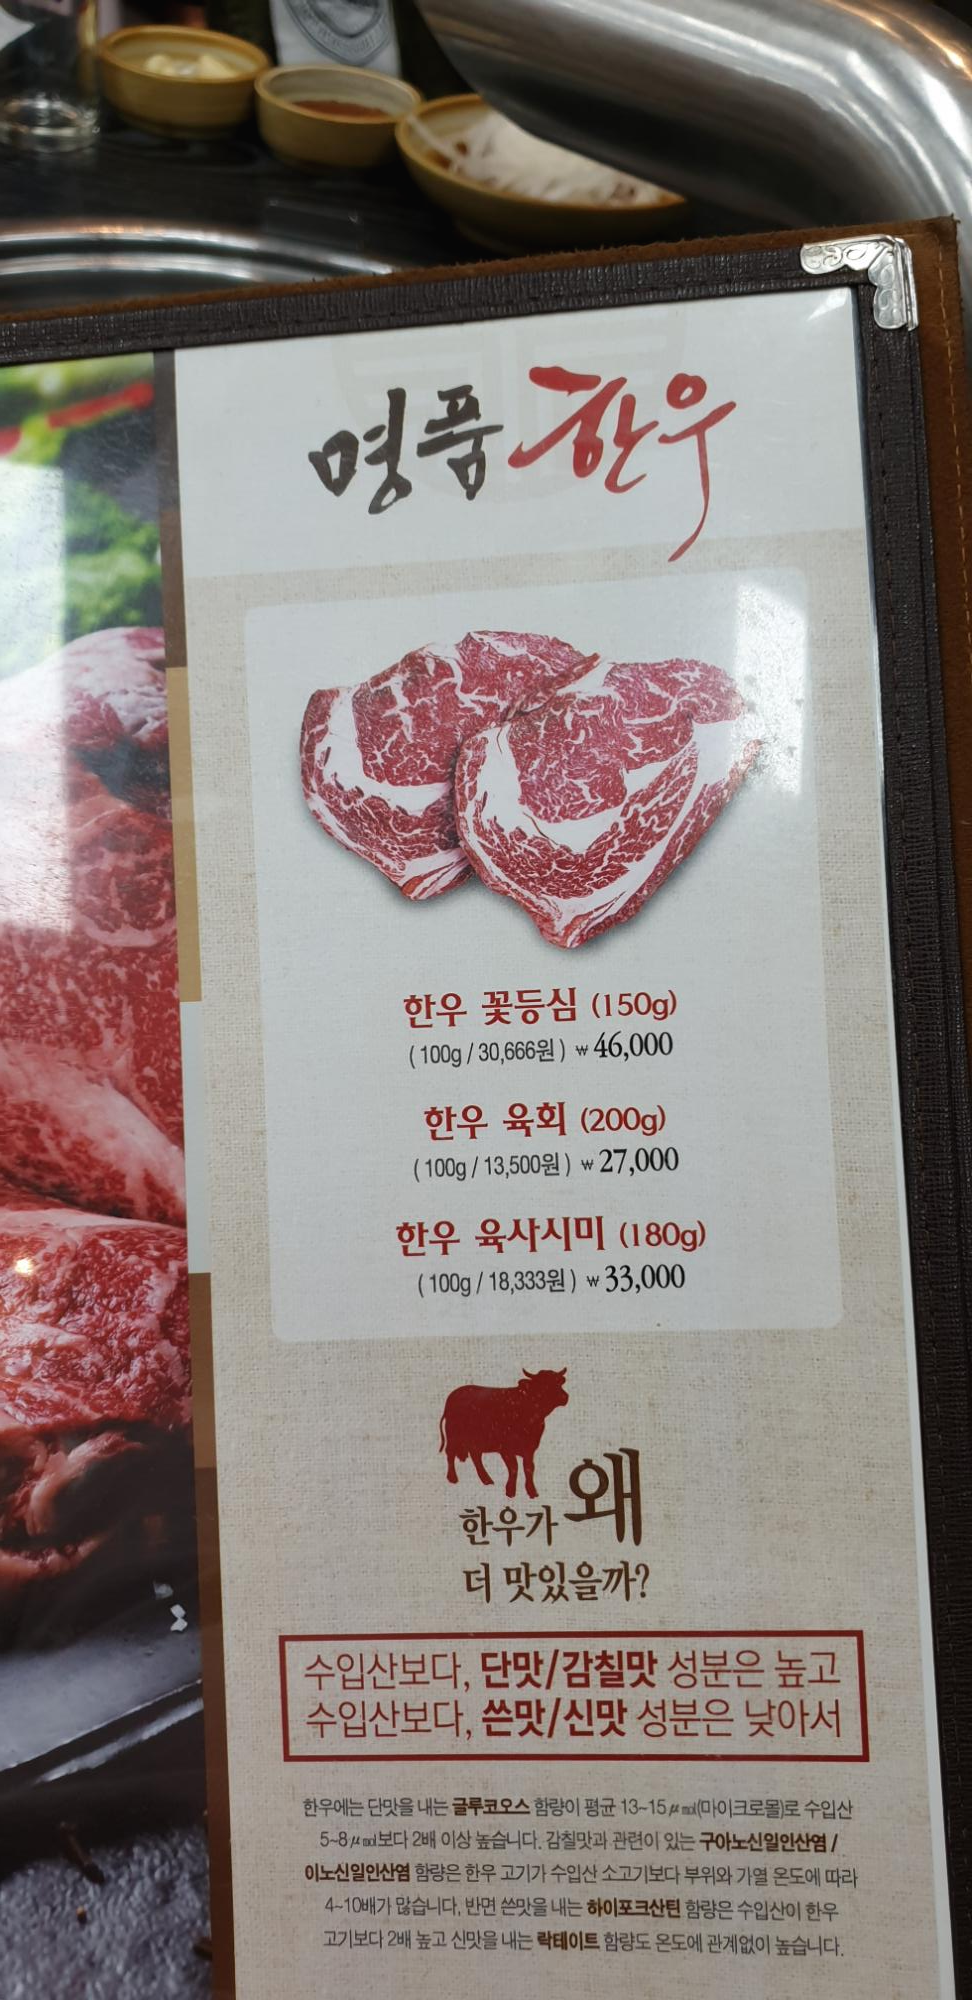 명품 한우
한우 꽃등심 (150g)
(100g / 30,666원) ₩ 46,000
한우 육회 (200g)
(100g / 13,500원) ₩ 27,000
한우 육사시미 (180g)
(100g / 18,333원) ₩ 33,000
한우가 왜
더 맛있을까?
수입산보다, 단맛/감칠맛 성분은 높고
수입산보다, 쓴맛/신맛 성분은 낮아서
한우에는 단맛을 내는 글루코오스 함량이 평균 13~15㎛ol(마이크로몰)로 수입산
5~8㎛ol보다 2배 이상 높습니다. 감칠맛과 관련이 있는 구아노신일인산염 /
이노신일인산염 함량은 한우 고기가 수입산 소고기보다 부위와 가열 온도에 따라
4~10배가 많습니다, 반면 쓴맛을 내는 하이포크산틴 함량은 수입산이 한우
고기보다 2배 높고 신맛을 내는 락테이트 함량도 온도에 관계없이 높습니다.